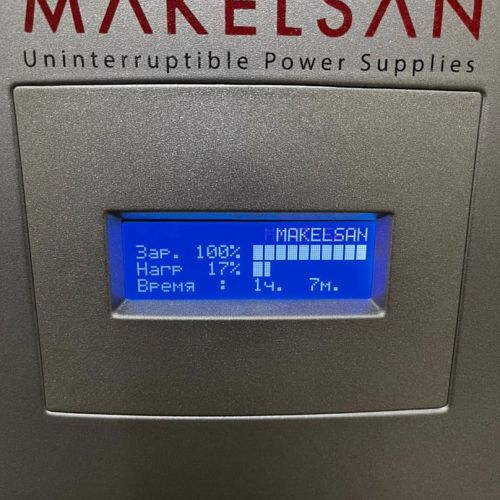 MAKELSAN
Uninterruptible Power Supplies
MAKELSAN
Зар. 100%
Нагр 17%
Время : 1ч. 7м.